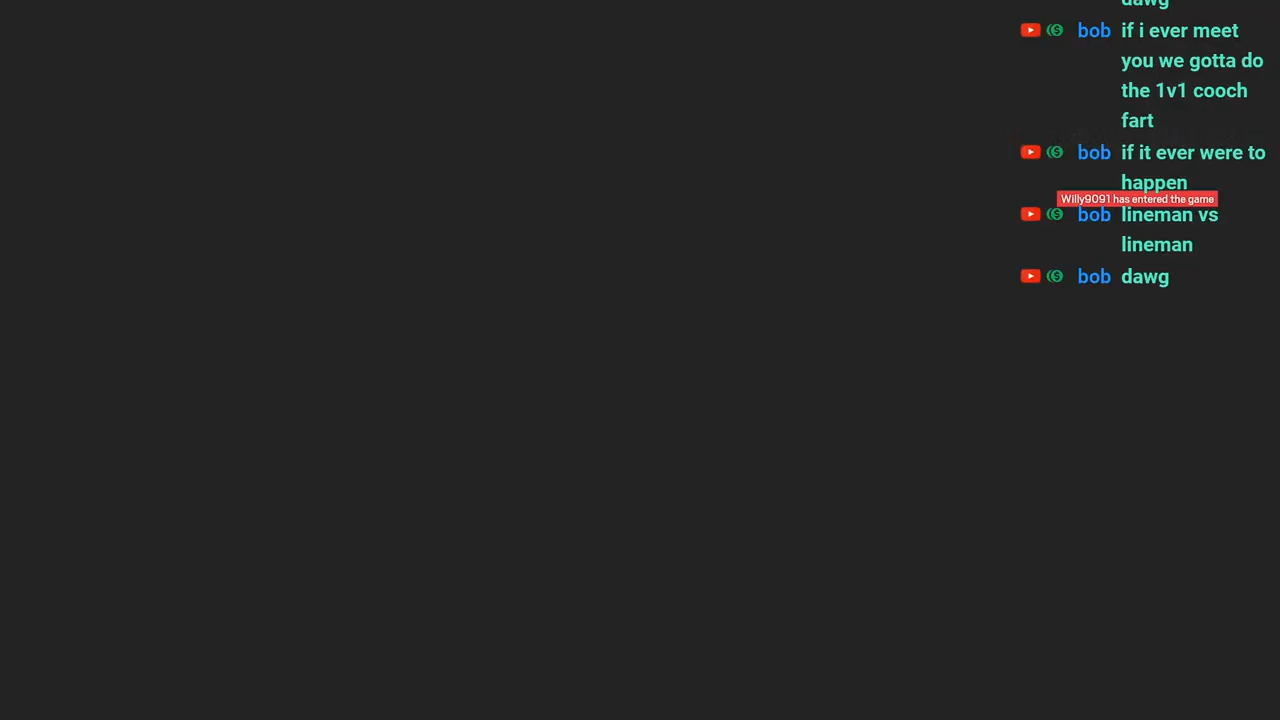 dawg
bob if i ever meet
you we gotta do
the 1v1 cooch
fart
bob if it ever were to
happen
Willy9091 has entered the game
bob lineman vs
lineman
bob dawg